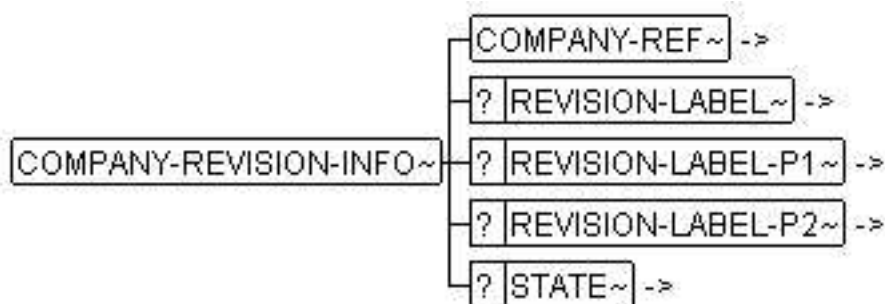 COMPANY-REF~ ->
? REVISION-LABEL~ ->
COMPANY-REVISION-INFO~ ? REVISION-LABEL-P1~ ->
? REVISION-LABEL-P2~ ->
? STATE~ ->